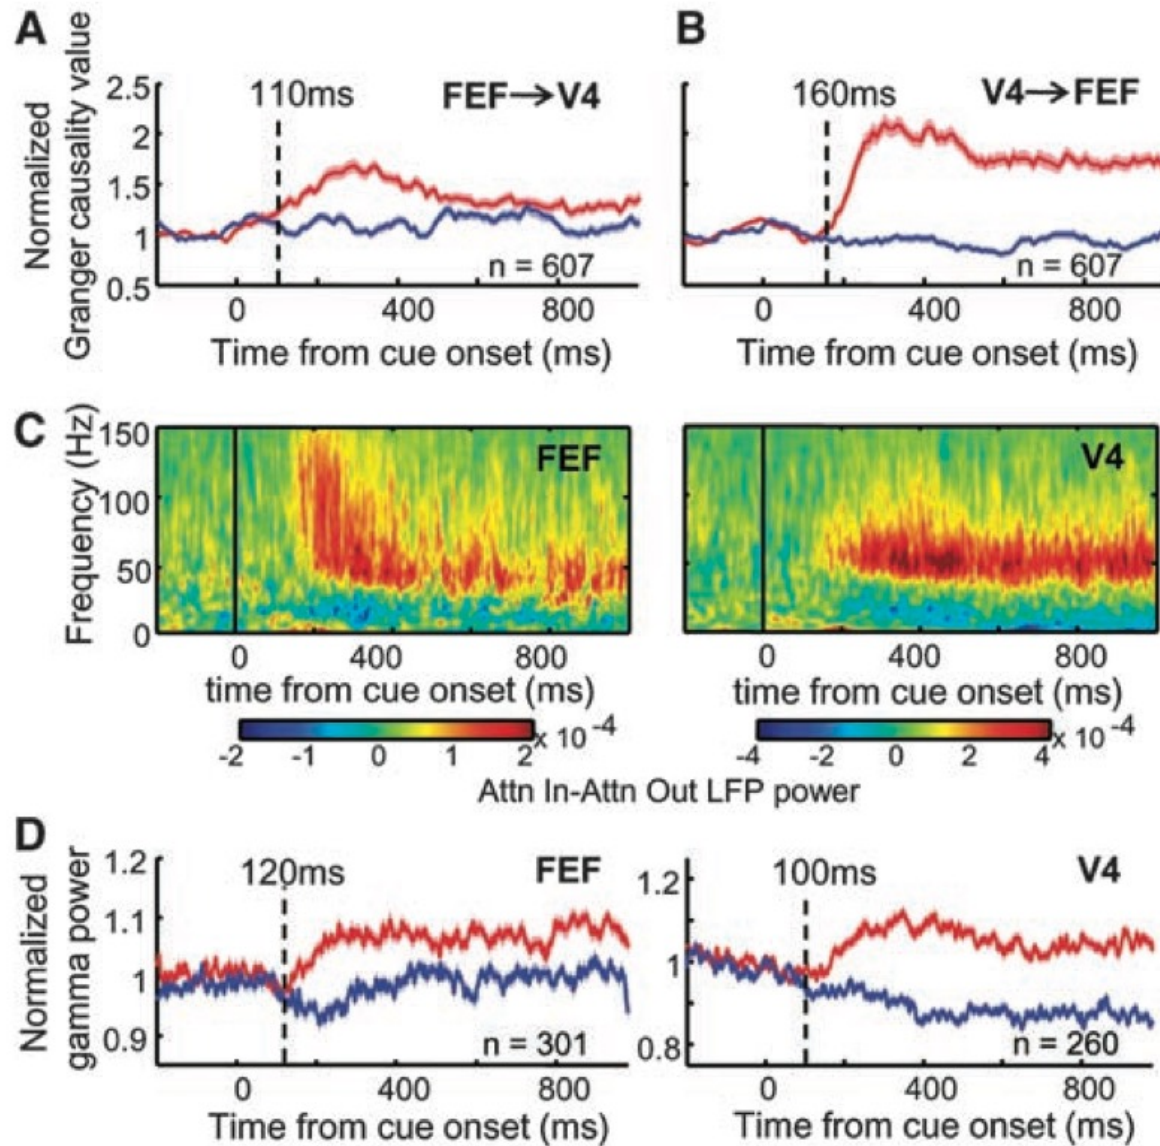 A
B
Normalized
Granger causality value
2.5
2
1.5
1
0.5
110ms
FEF→V4
n = 607
0 400 800
Time from cue onset (ms)
160ms
V4→FEF
n = 607
0 400 800
Time from cue onset (ms)
C
Frequency (Hz)
150
100
50
0
FEF
0 400 800
time from cue onset (ms)
-2 -1 0 1 2 x 10⁻⁴
V4
0 400 800
time from cue onset (ms)
-4 -2 0 2 4 x 10⁻⁴
Attn In-Attn Out LFP power
D
Normalized
gamma power
1.2
1.1
1
0.9
120ms
FEF
n = 301
0 400 800
Time from cue onset (ms)
1.2
1
0.8
100ms
V4
n = 260
0 400 800
Time from cue onset (ms)